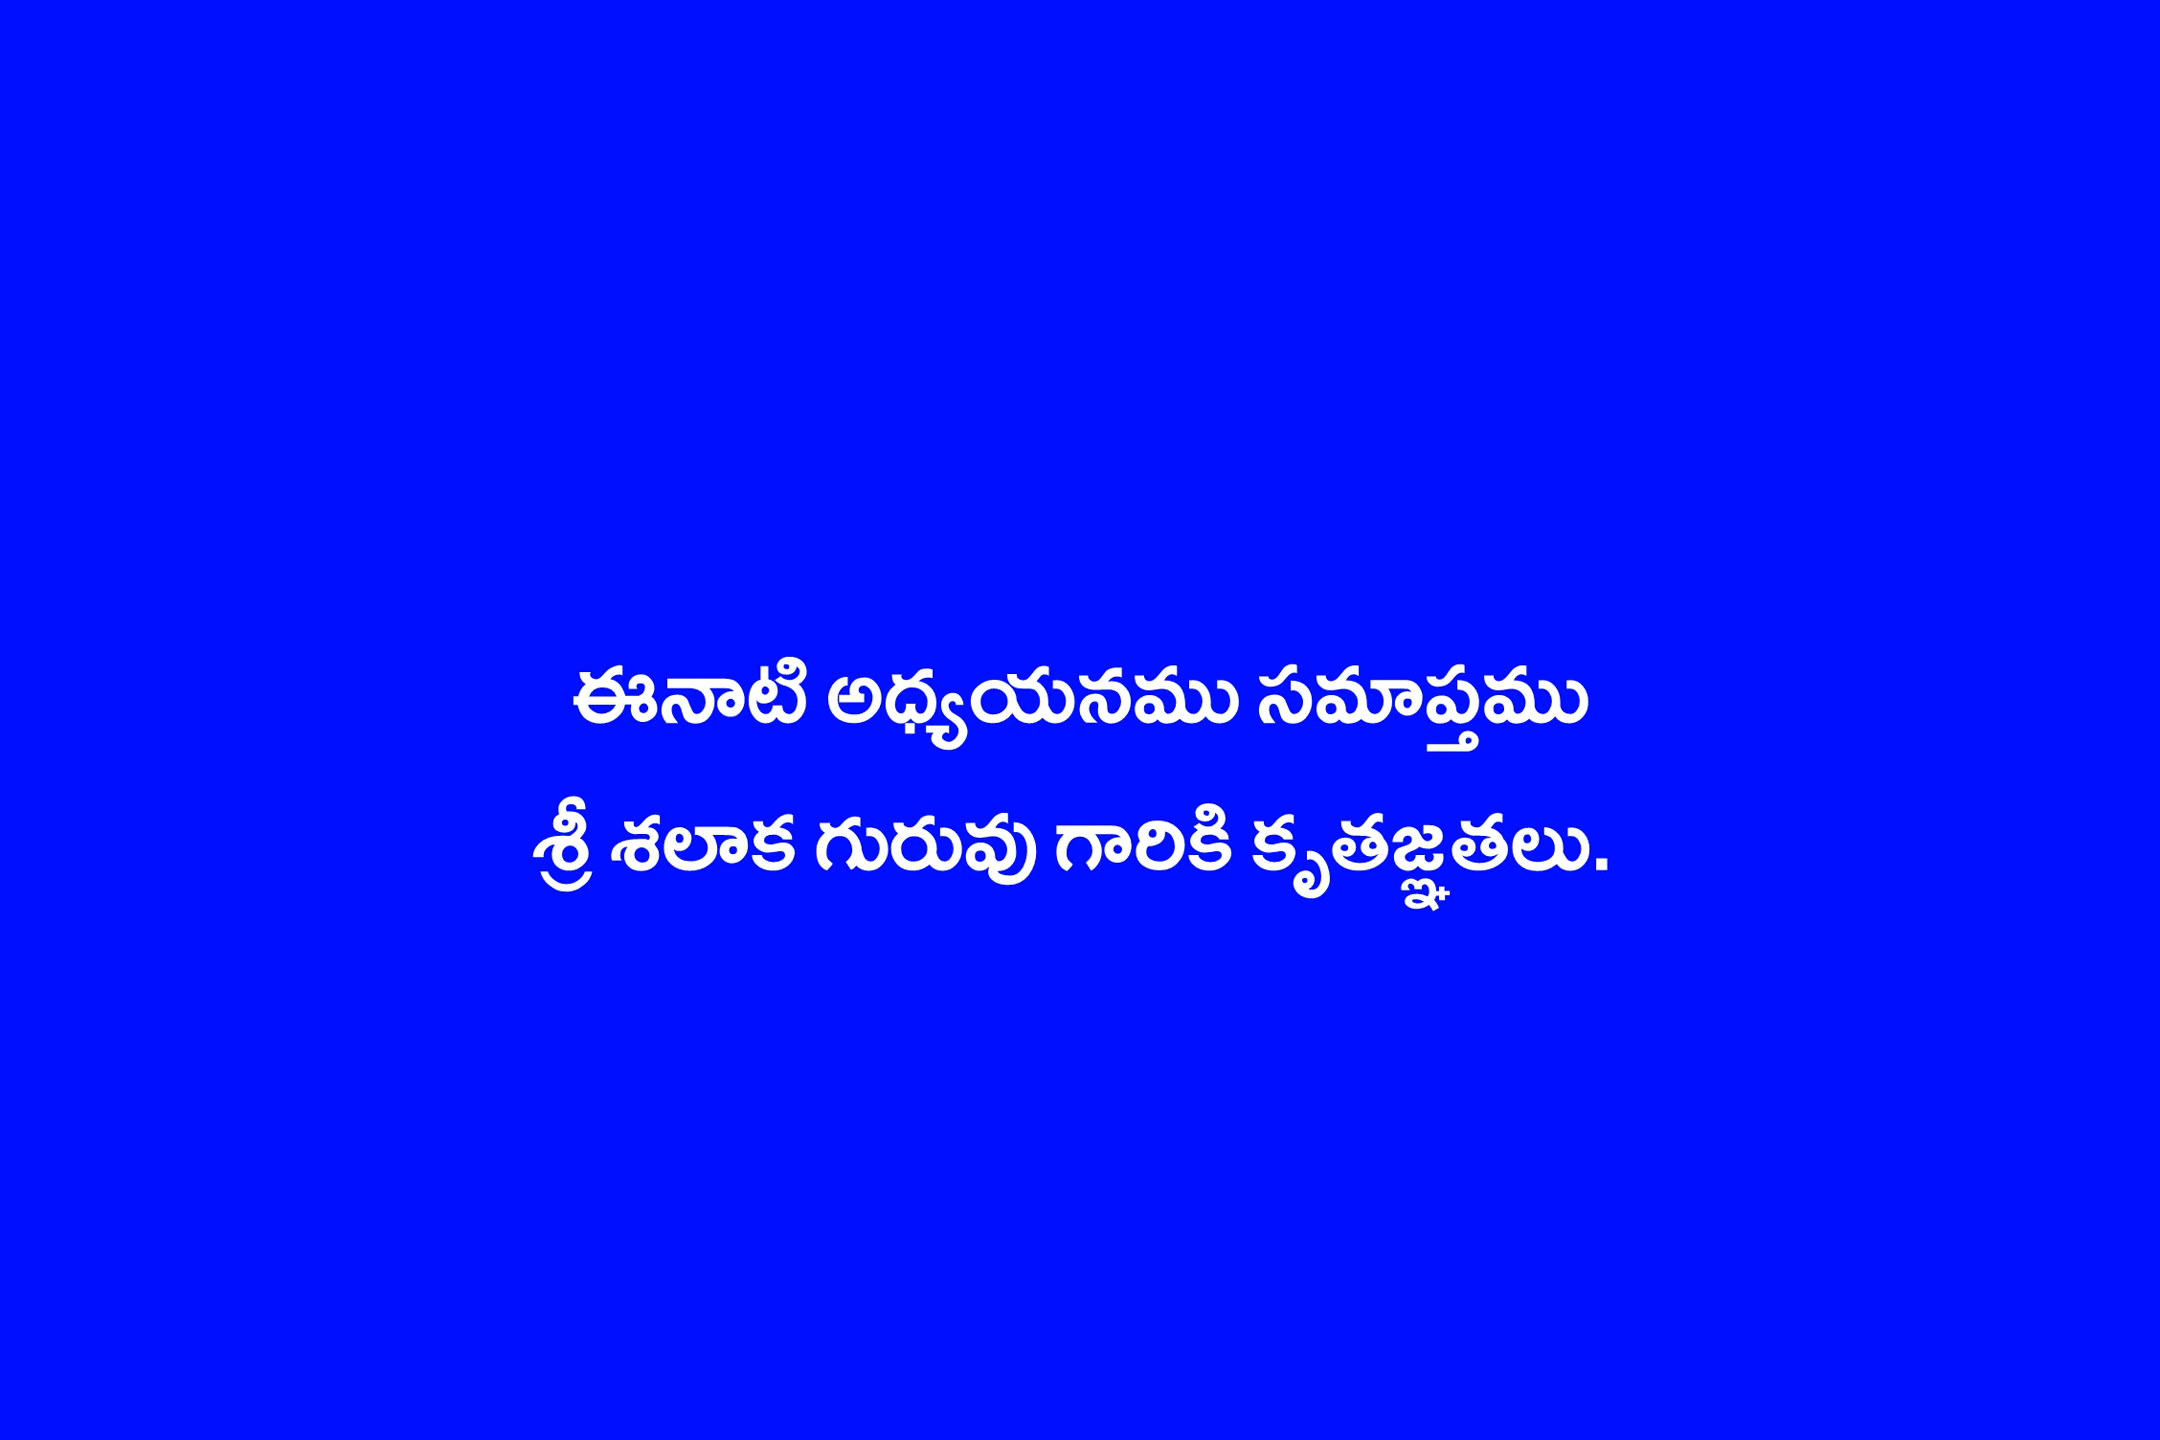 ఈనాటి అధ్యయనము సమాప్తము
శ్రీ శలాక గురువు గారికి కృతజ్ఞతలు.